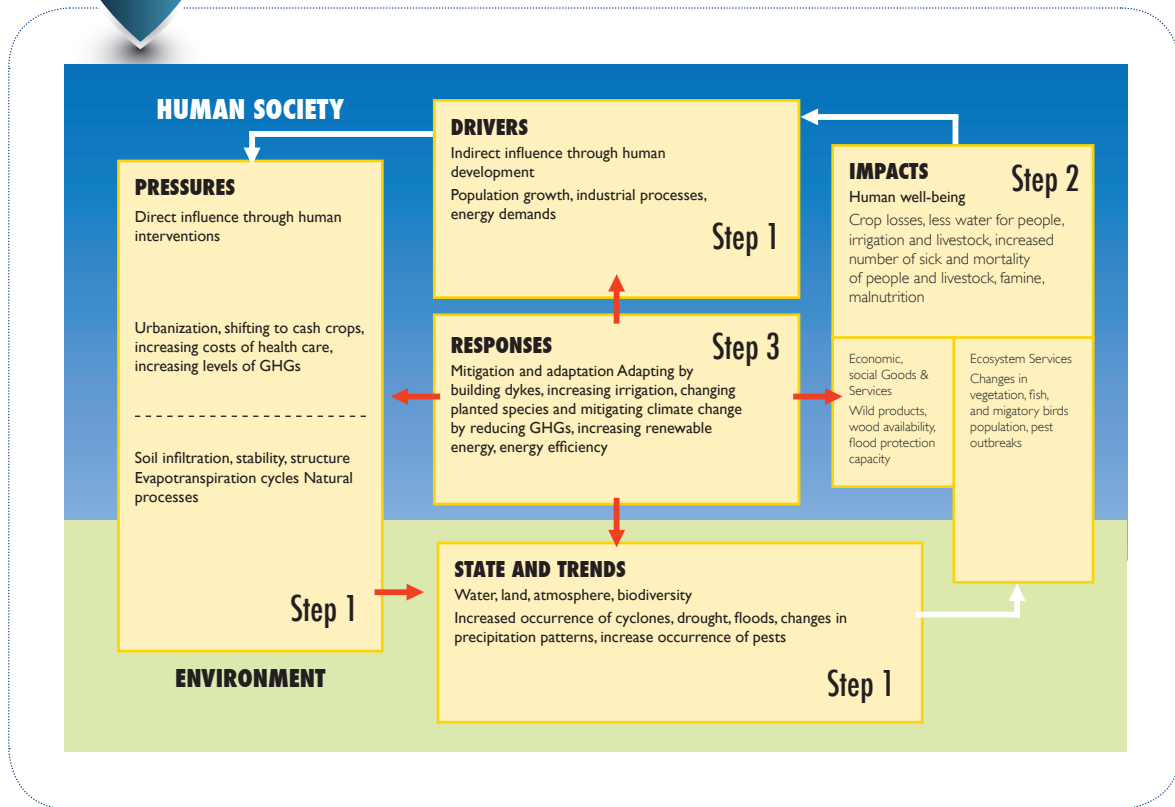 HUMAN SOCIETY
DRIVERS
Indirect influence through human
development
Population growth, industrial processes,
energy demands
Step 1
PRESSURES
Direct influence through human
interventions
Urbanization, shifting to cash crops,
increasing costs of health care,
increasing levels of GHGs
Soil infiltration, stability, structure
Evapotranspiration cycles Natural
processes
Step 1
RESPONSES
Step 3
Mitigation and adaptation Adapting by
building dykes, increasing irrigation, changing
planted species and mitigating climate change
by reducing GHGs, increasing renewable
energy, energy efficiency
IMPACTS
Step 2
Human well-being
Crop losses, less water for people,
irrigation and livestock, increased
number of sick and mortality
of people and livestock, famine,
malnutrition
Economic,
social Goods &
Services
Wild products,
wood availability,
flood protection
capacity
Ecosystem Services
Changes in
vegetation, fish,
and migratory birds
population, pest
outbreaks
STATE AND TRENDS
Water, land, atmosphere, biodiversity
Increased occurrence of cyclones, drought, floods, changes in
precipitation patterns, increase occurrence of pests
Step 1
ENVIRONMENT